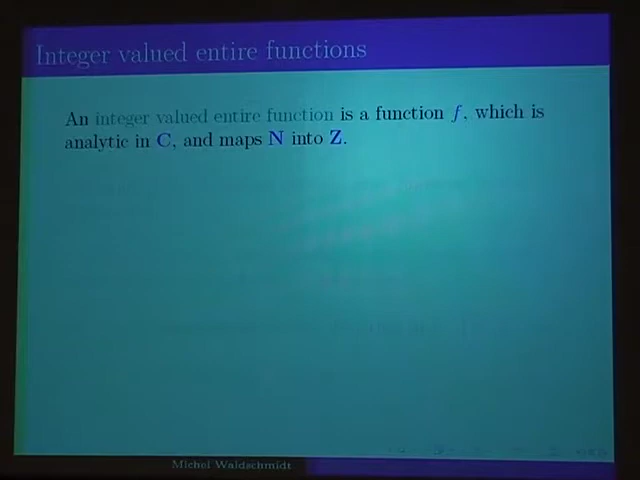 Integer valued entire functions
An integer valued entire function is a function f, which is
analytic in C, and maps N into Z.
Michel Waldschmidt